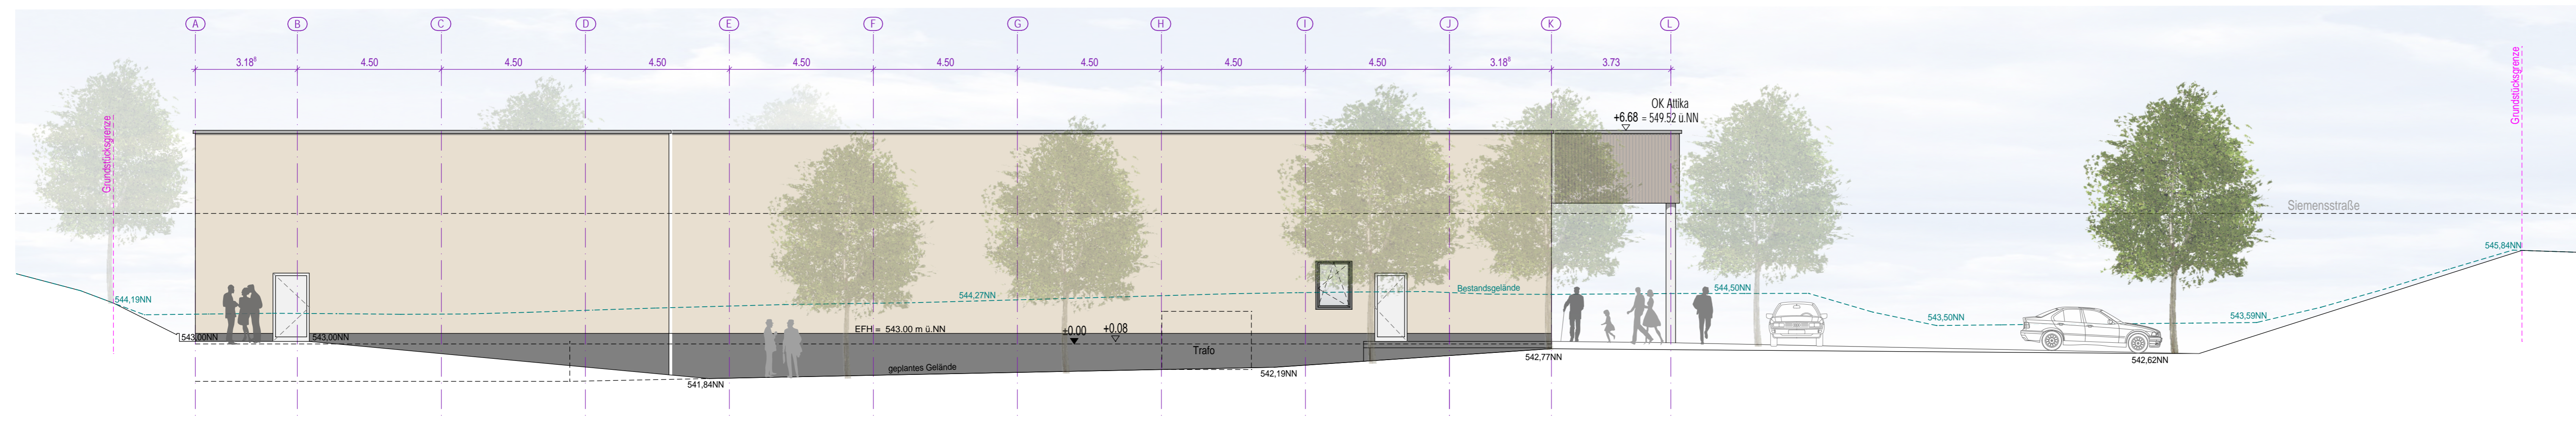 A B C D E F G H I J K L
3.18⁸ 4.50 4.50 4.50 4.50 4.50 4.50 4.50 4.50 3.18⁸ 3.73
Grundstücksgrenze
Grundstücksgrenze
OK Attika
+6.68 = 549.52 ü.NN
Siemensstraße
545,84NN
544,19NN
544,27NN
Bestandsgelände
544,50NN
543,50NN
543,59NN
543,00NN
543,00NN
EFH = 543.00 m ü.NN
±0.00
+0.08
Trafo
geplantes Gelände
541,84NN
542,19NN
542,77NN
542,62NN